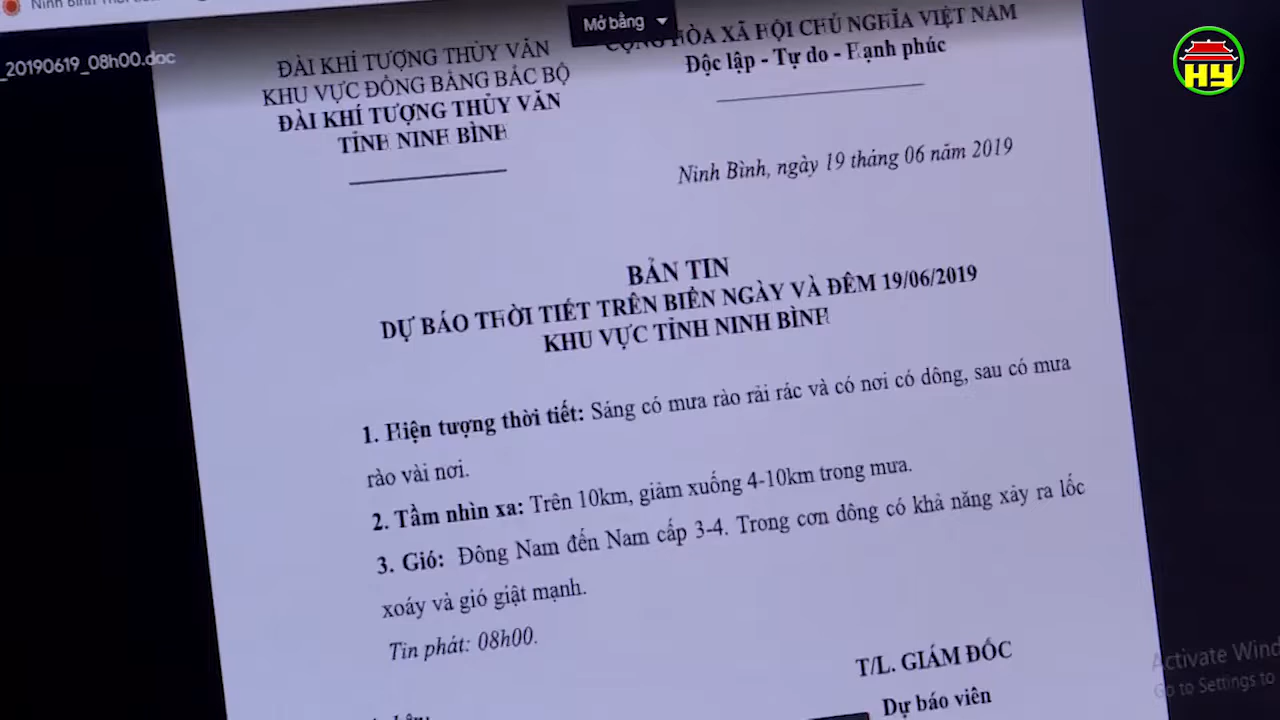 _20190619_08h00.doc
Mở bằng
HY
ĐÀI KHÍ TƯỢNG THỦY VĂN
KHU VỰC ĐỒNG BẰNG BẮC BỘ
ĐÀI KHÍ TƯỢNG THỦY VĂN
TỈNH NINH BÌNH
CỘNG HÒA XÃ HỘI CHỦ NGHĨA VIỆT NAM
Độc lập - Tự do - Hạnh phúc
Ninh Bình, ngày 19 tháng 06 năm 2019
BẢN TIN
DỰ BÁO THỜI TIẾT TRÊN BIỂN NGÀY VÀ ĐÊM 19/06/2019
KHU VỰC TỈNH NINH BÌNH
1. Hiện tượng thời tiết: Sáng có mưa rào rải rác và có nơi có dông, sau có mưa
rào vài nơi.
2. Tầm nhìn xa: Trên 10km, giảm xuống 4-10km trong mưa.
3. Gió: Đông Nam đến Nam cấp 3-4. Trong cơn dông có khả năng xảy ra lốc
xoáy và gió giật mạnh.
Tin phát: 08h00.
T/L. GIÁM ĐỐC
Dự báo viên
Activate Wind
Go to Settings to